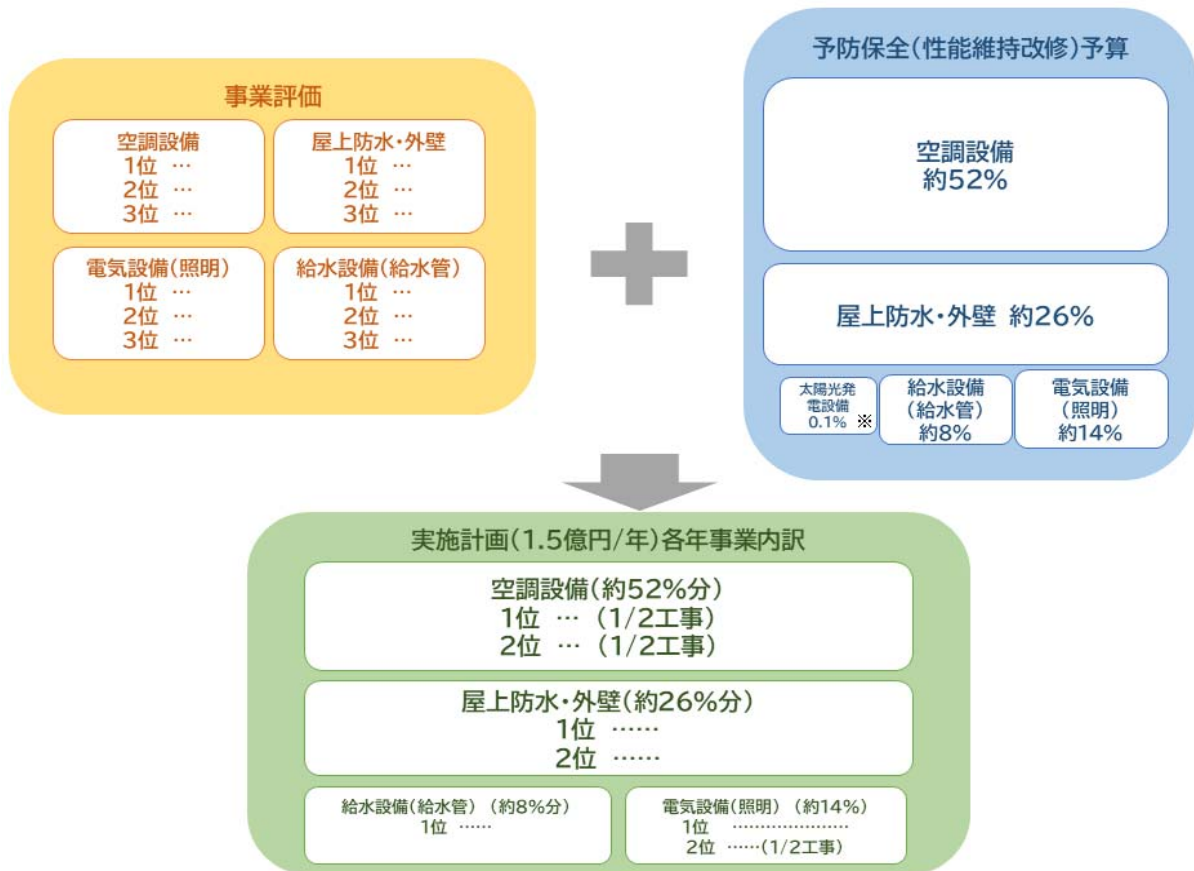 事業評価
空調設備
1位 …
2位 …
3位 …
屋上防水・外壁
1位 …
2位 …
3位 …
電気設備(照明)
1位 …
2位 …
3位 …
給水設備(給水管)
1位 …
2位 …
3位 …
予防保全(性能維持改修)予算
空調設備
約52%
屋上防水・外壁 約26%
太陽光発
電設備
0.1% ※
給水設備
(給水管)
約8%
電気設備
(照明)
約14%
実施計画(1.5億円/年)各年事業内訳
空調設備(約52%分)
1位 … (1/2工事)
2位 … (1/2工事)
屋上防水・外壁(約26%分)
1位 ……
2位 ……
給水設備(給水管) (約8%分)
1位 ……
電気設備(照明) (約14%)
1位 …………………
2位 ……(1/2工事)